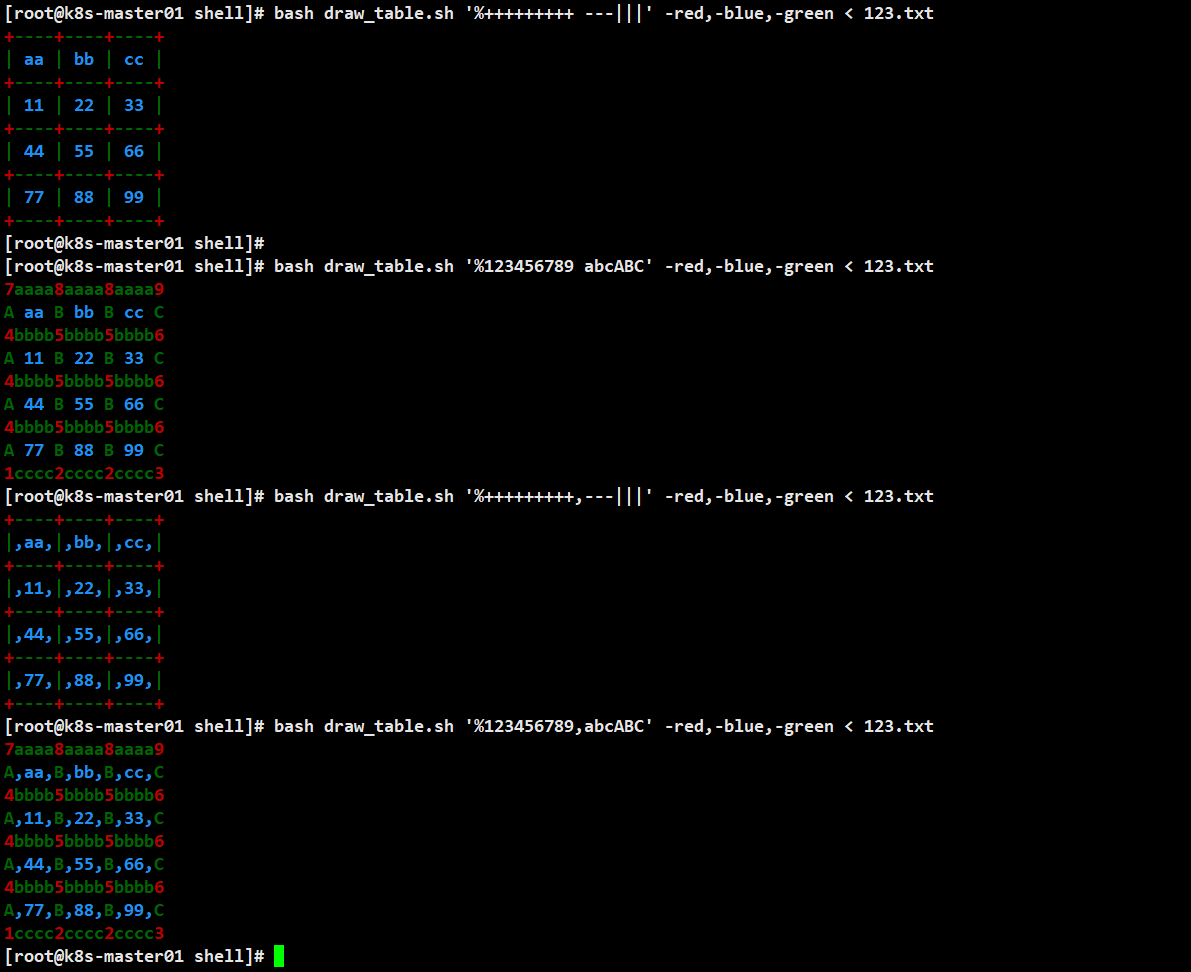 [root@k8s-master01 shell]# bash draw_table.sh '%+++++++++ ---|||' -red,-blue,-green < 123.txt
+----+----+----+
| aa | bb | cc |
+----+----+----+
| 11 | 22 | 33 |
+----+----+----+
| 44 | 55 | 66 |
+----+----+----+
| 77 | 88 | 99 |
+----+----+----+
[root@k8s-master01 shell]#
[root@k8s-master01 shell]# bash draw_table.sh '%123456789 abcABC' -red,-blue,-green < 123.txt
7aaaa8aaaa8aaaa9
A aa B bb B cc C
4bbbb5bbbb5bbbb6
A 11 B 22 B 33 C
4bbbb5bbbb5bbbb6
A 44 B 55 B 66 C
4bbbb5bbbb5bbbb6
A 77 B 88 B 99 C
1cccc2cccc2cccc3
[root@k8s-master01 shell]# bash draw_table.sh '%+++++++++,---|||' -red,-blue,-green < 123.txt
+----+----+----+
|,aa,|,bb,|,cc,|
+----+----+----+
|,11,|,22,|,33,|
+----+----+----+
|,44,|,55,|,66,|
+----+----+----+
|,77,|,88,|,99,|
+----+----+----+
[root@k8s-master01 shell]# bash draw_table.sh '%123456789,abcABC' -red,-blue,-green < 123.txt
7aaaa8aaaa8aaaa9
A,aa,B,bb,B,cc,C
4bbbb5bbbb5bbbb6
A,11,B,22,B,33,C
4bbbb5bbbb5bbbb6
A,44,B,55,B,66,C
4bbbb5bbbb5bbbb6
A,77,B,88,B,99,C
1cccc2cccc2cccc3
[root@k8s-master01 shell]#